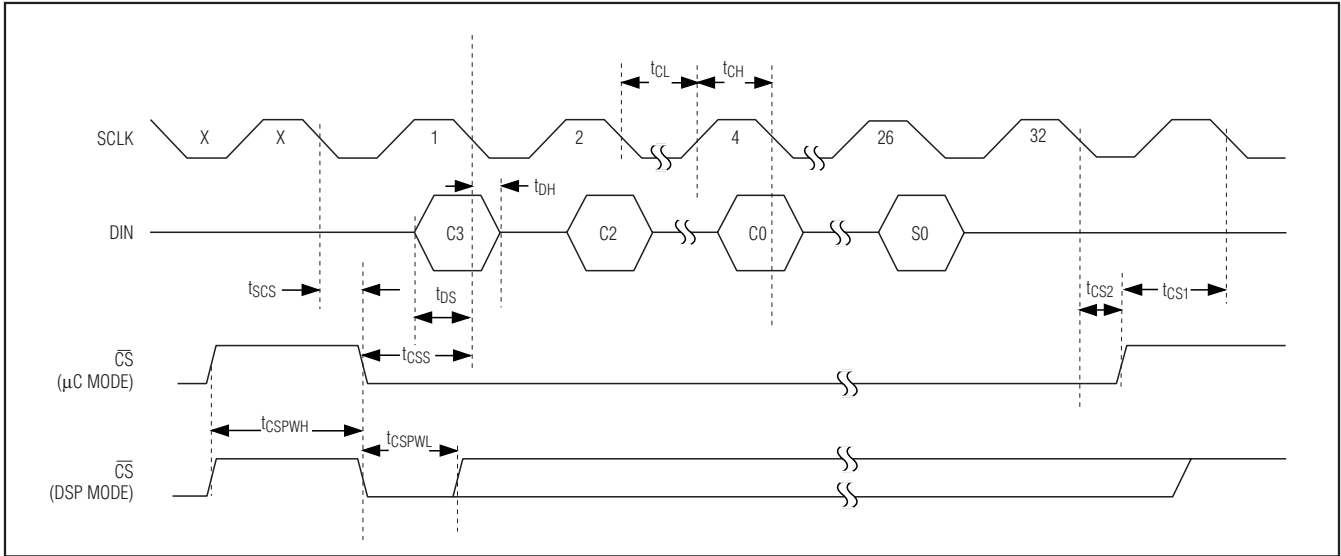 tCL
tCH
SCLK X X 1 2 4 26 32
tDH
DIN C3 C2 C0 S0
tSCS
tDS
tCS2
tCS1
tCSS
CS
(μC MODE)
tCSPWH
tCSPWL
CS
(DSP MODE)